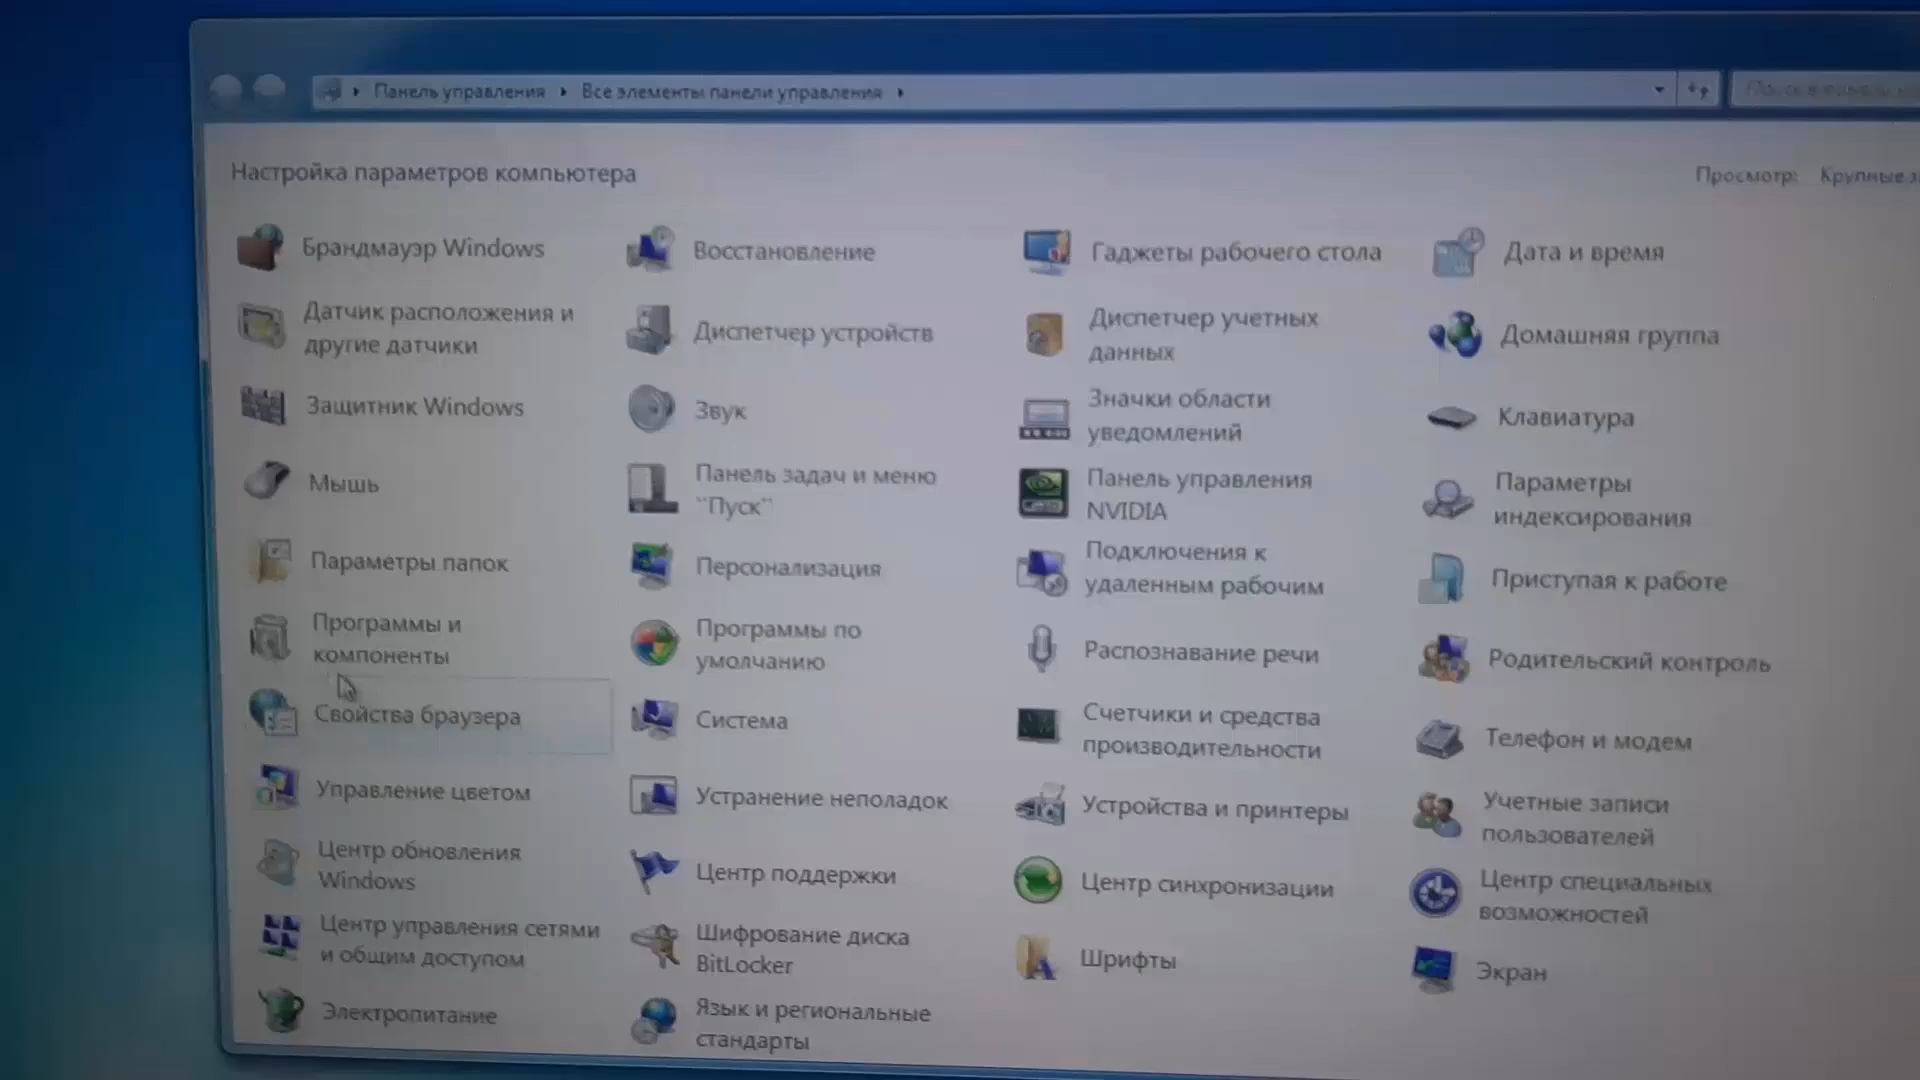 Панель управления ▸ Все элементы панели управления ▸
Настройка параметров компьютера
Просмотр: Крупные
Брандмауэр Windows
Восстановление
Гаджеты рабочего стола
Дата и время
Датчик расположения и
другие датчики
Диспетчер устройств
Диспетчер учетных
данных
Домашняя группа
Защитник Windows
Звук
Значки области
уведомлений
Клавиатура
Мышь
Панель задач и меню
"Пуск"
Панель управления
NVIDIA
Параметры
индексирования
Параметры папок
Персонализация
Подключения к
удаленным рабочим
Приступая к работе
Программы и
компоненты
Программы по
умолчанию
Распознавание речи
Родительский контроль
Свойства браузера
Система
Счетчики и средства
производительности
Телефон и модем
Управление цветом
Устранение неполадок
Устройства и принтеры
Учетные записи
пользователей
Центр обновления
Windows
Центр поддержки
Центр синхронизации
Центр специальных
возможностей
Центр управления сетями
и общим доступом
Шифрование диска
BitLocker
Шрифты
Экран
Электропитание
Язык и региональные
стандарты